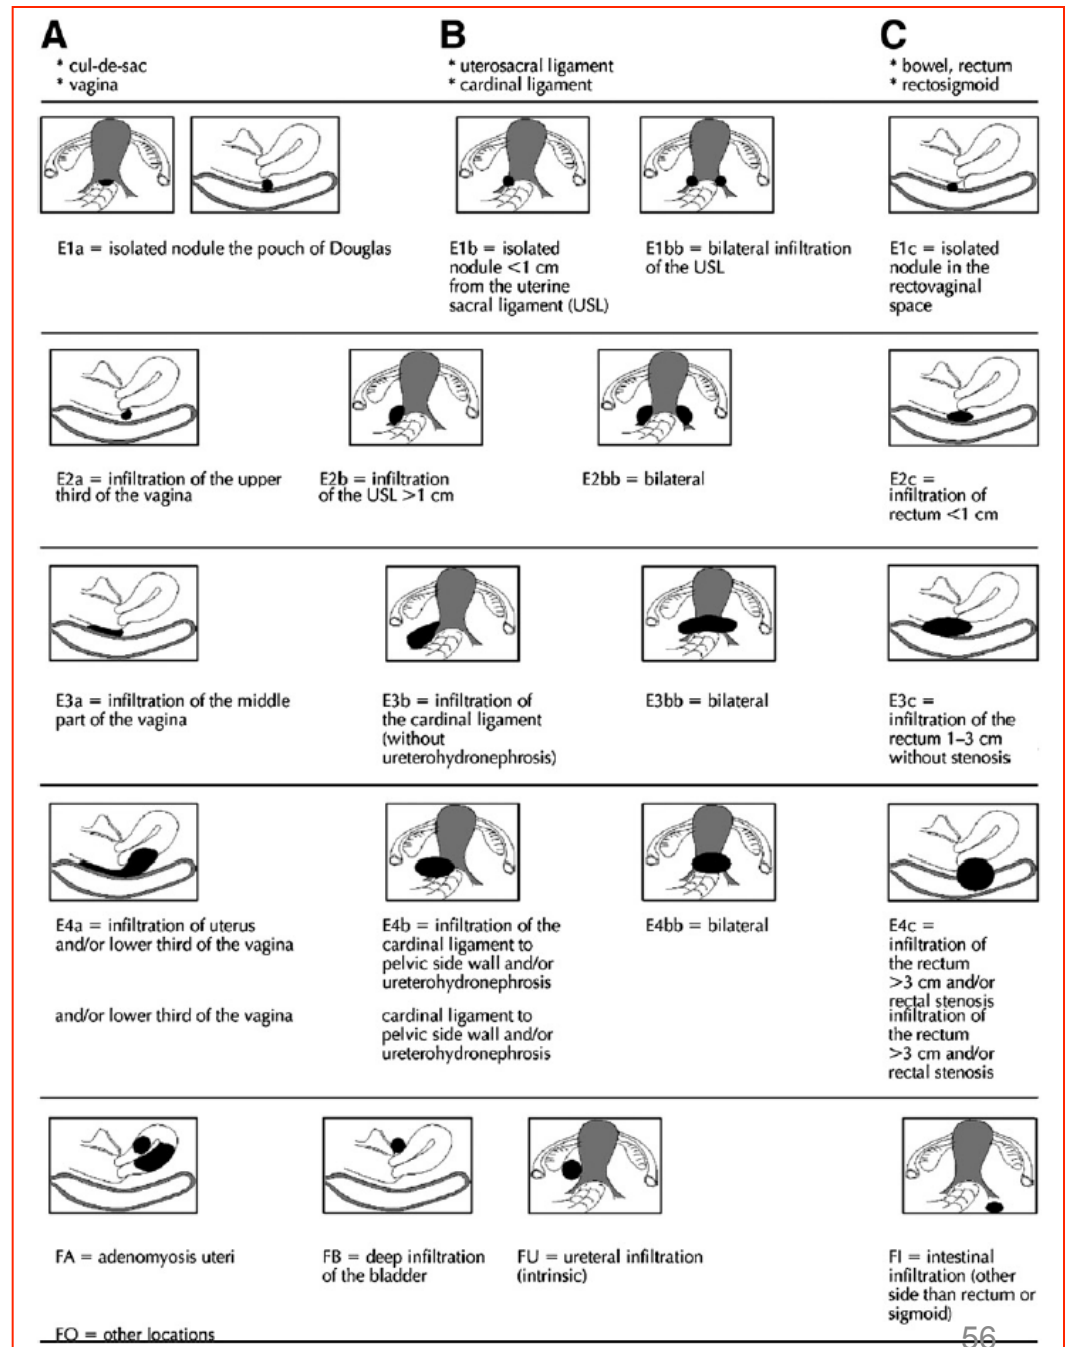 A
* cul-de-sac
* vagina
B
* uterosacral ligament
* cardinal ligament
C
* bowel, rectum
* rectosigmoid
E1a = isolated nodule the pouch of Douglas
E1b = isolated
nodule <1 cm
from the uterine
sacral ligament (USL)
E1bb = bilateral infiltration
of the USL
E1c = isolated
nodule in the
rectovaginal
space
E2a = infiltration of the upper
third of the vagina
E2b = infiltration
of the USL >1 cm
E2bb = bilateral
E2c =
infiltration of
rectum <1 cm
E3a = infiltration of the middle
part of the vagina
E3b = infiltration of
the cardinal ligament
(without
ureterohydronephrosis)
E3bb = bilateral
E3c =
infiltration of the
rectum 1–3 cm
without stenosis
E4a = infiltration of uterus
and/or lower third of the vagina
and/or lower third of the vagina
E4b = infiltration of the
cardinal ligament to
pelvic side wall and/or
ureterohydronephrosis
cardinal ligament to
pelvic side wall and/or
ureterohydronephrosis
E4bb = bilateral
E4c =
infiltration of
the rectum
>3 cm and/or
rectal stenosis
infiltration of
the rectum
>3 cm and/or
rectal stenosis
FA = adenomyosis uteri
FB = deep infiltration
of the bladder
FU = ureteral infiltration
(intrinsic)
FI = intestinal
infiltration (other
side than rectum or
sigmoid)
FO = other locations
56